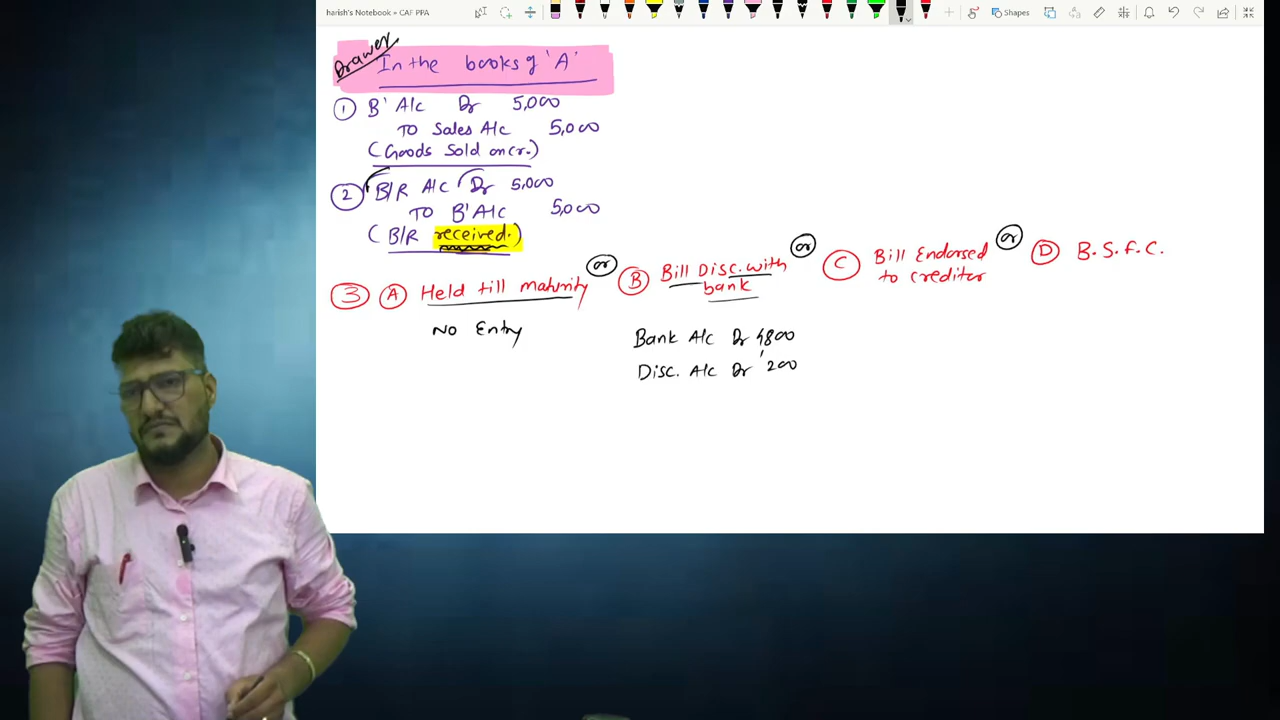 harish's Notebook » CAF PPA
Shapes
Drawer
In the books of 'A'
1 B' A/c Dr 5,000
TO Sales A/c 5,000
(Goods Sold on cr.)
2 B/R A/c Dr 5,000
TO B' A/c 5,000
(B/R received.)
3 A Held till maturity or B Bill Disc. with bank or C Bill Endorsed to creditor or D B.S.F.C.
No Entry
Bank A/c Dr 4,800
Disc. A/c Dr 200